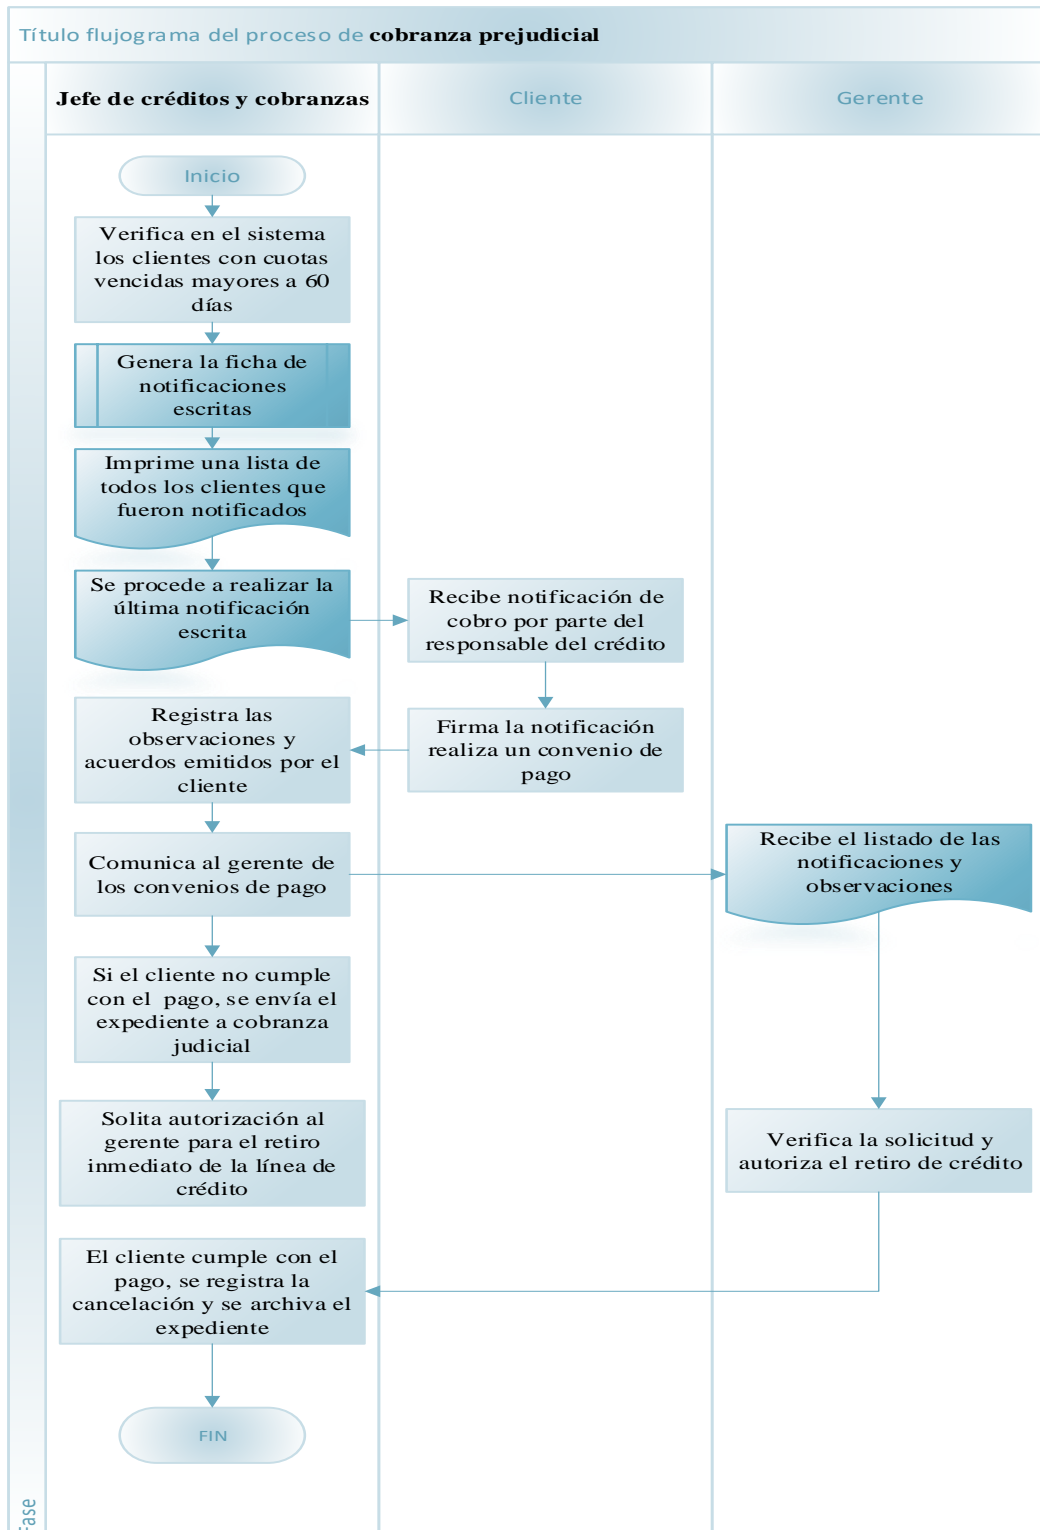 Título flujograma del proceso de cobranza prejudicial
Jefe de créditos y cobranzas
Cliente
Gerente
Inicio
Verifica en el sistema
los clientes con cuotas
vencidas mayores a 60
días
Genera la ficha de
notificaciones
escritas
Imprime una lista de
todos los clientes que
fueron notificados
Se procede a realizar la
última notificación
escrita
Recibe notificación de
cobro por parte del
responsable del crédito
Firma la notificación
realiza un convenio de
pago
Registra las
observaciones y
acuerdos emitidos por el
cliente
Comunica al gerente de
los convenios de pago
Recibe el listado de las
notificaciones y
observaciones
Si el cliente no cumple
con el pago, se envía el
expediente a cobranza
judicial
Solita autorización al
gerente para el retiro
inmediato de la línea de
crédito
Verifica la solicitud y
autoriza el retiro de crédito
El cliente cumple con el
pago, se registra la
cancelación y se archiva el
expediente
FIN
Fase